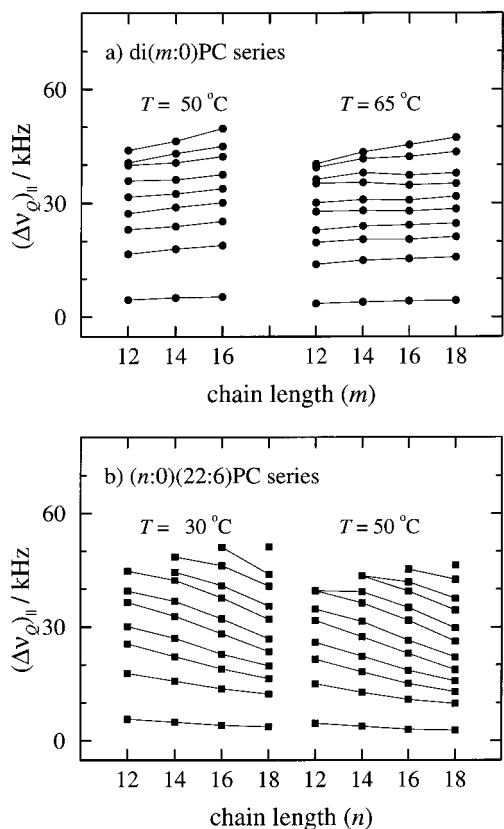 a) di(m:0)PC series
T = 50 °C
T = 65 °C
60
30
0
(Δν_Q)_∥ / kHz
12 14 16 12 14 16 18
chain length (m)
b) (n:0)(22:6)PC series
T = 30 °C
T = 50 °C
60
30
0
(Δν_Q)_∥ / kHz
12 14 16 18 12 14 16 18
chain length (n)